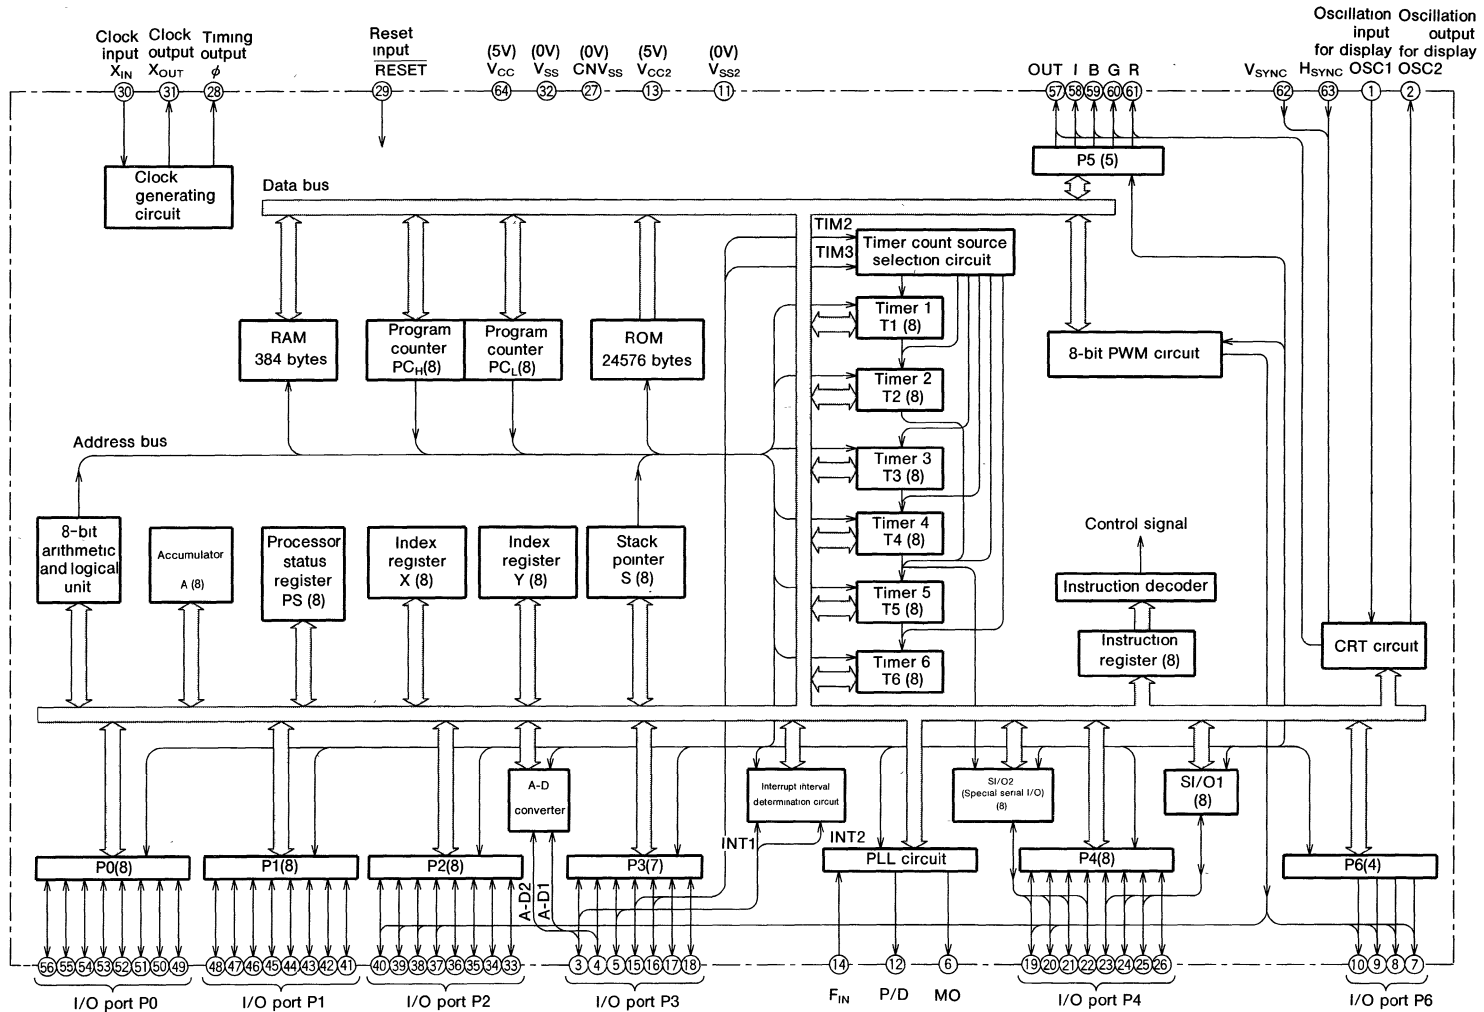 Clock input X_IN
Clock output X_OUT
Timing output φ
Reset input RESET
(5V) V_CC
(0V) V_SS
(0V) CNV_SS
(5V) V_CC2
(0V) V_SS2
OUT I B G R
V_SYNC
H_SYNC
Oscillation input for display OSC1
Oscillation output for display OSC2
30 31 28 29 64 32 27 13 11 57 58 59 60 61 62 63 1 2
Clock generating circuit
P5 (5)
Data bus
TIM2
TIM3
Timer count source selection circuit
RAM 384 bytes
Program counter PC_H(8)
Program counter PC_L(8)
ROM 24576 bytes
Timer 1 T1 (8)
8-bit PWM circuit
Timer 2 T2 (8)
Address bus
Timer 3 T3 (8)
8-bit arithmetic and logical unit
Accumulator A (8)
Processor status register PS (8)
Index register X (8)
Index register Y (8)
Stack pointer S (8)
Timer 4 T4 (8)
Control signal
Timer 5 T5 (8)
Instruction decoder
Timer 6 T6 (8)
Instruction register (8)
CRT circuit
A-D converter
Interrupt interval determination circuit
SI/O2 (Special serial I/O) (8)
SI/O1 (8)
INT1
INT2
P0(8)
P1(8)
P2(8)
A-D2
A-D1
P3(7)
PLL circuit
P4(8)
P6(4)
56 55 54 53 52 51 50 49
48 47 46 45 44 43 42 41
40 39 38 37 36 35 34 33
3 4 5 15 16 17 18
14 12 6
19 20 21 22 23 24 25 26
10 9 8 7
I/O port P0
I/O port P1
I/O port P2
I/O port P3
F_IN
P/D
MO
I/O port P4
I/O port P6